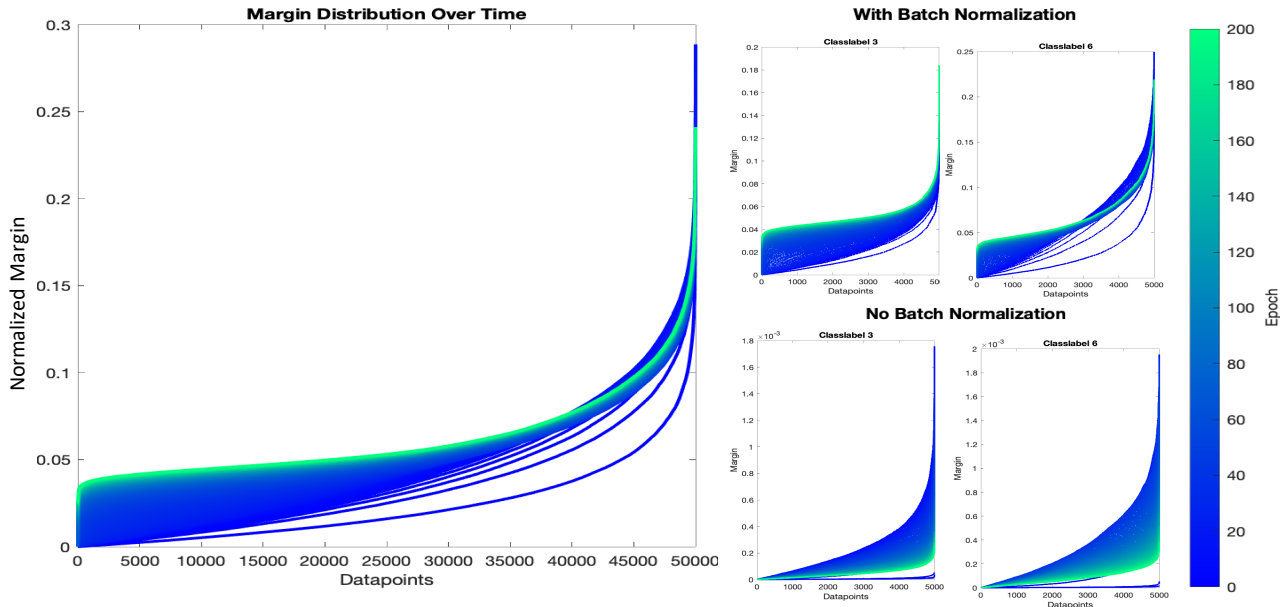 Margin Distribution Over Time
0.3
0.25
0.2
0.15
0.1
0.05
0
Normalized Margin
0 5000 10000 15000 20000 25000 30000 35000 40000 45000 50000
Datapoints
With Batch Normalization
Classlabel 3
0.2
0.18
0.16
0.14
0.12
0.1
0.08
0.06
0.04
0.02
0
Margin
0 1000 2000 3000 4000 50
Datapoints
Classlabel 6
0.25
0.2
0.15
0.1
0.05
0
Margin
0 1000 2000 3000 4000 5000
Datapoints
No Batch Normalization
Classlabel 3
×10⁻³
1.8
1.6
1.4
1.2
1
0.8
0.6
0.4
0.2
0
Margin
0 1000 2000 3000 4000 5000
Datapoints
Classlabel 6
×10⁻³
2
1.8
1.6
1.4
1.2
1
0.8
0.6
0.4
0.2
0
Margin
0 1000 2000 3000 4000 5000
Datapoints
200
180
160
140
120
100
80
60
40
20
0
Epoch